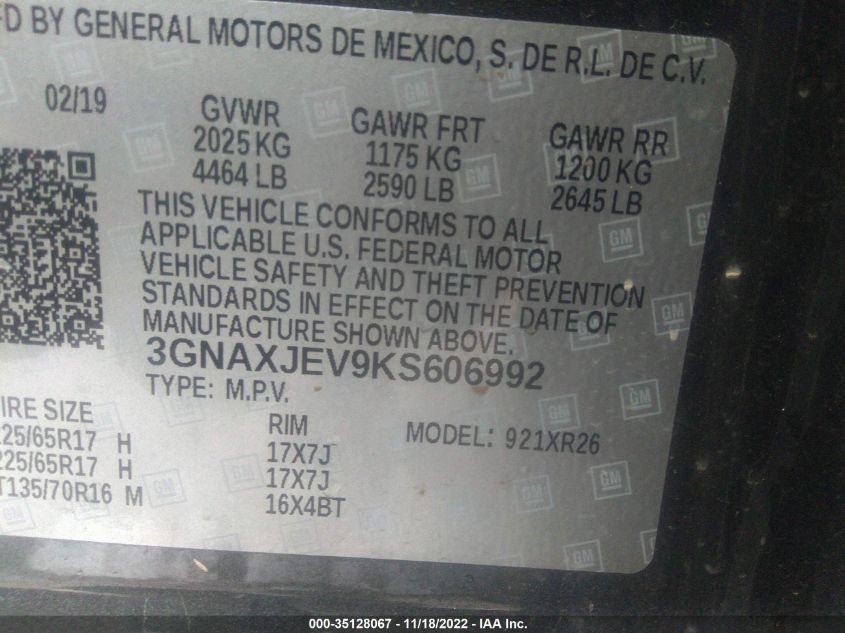 FD BY GENERAL MOTORS DE MEXICO, S. DE R.L. DE C.V.
02/19 GVWR GAWR FRT GAWR RR
2025 KG 1175 KG 1200 KG
4464 LB 2590 LB 2645 LB
THIS VEHICLE CONFORMS TO ALL
APPLICABLE U.S. FEDERAL MOTOR
VEHICLE SAFETY AND THEFT PREVENTION
STANDARDS IN EFFECT ON THE DATE OF
MANUFACTURE SHOWN ABOVE.
3GNAXJEV9KS606992
TYPE: M.P.V.
IRE SIZE RIM MODEL: 921XR26
225/65R17 H 17X7J
225/65R17 H 17X7J
T135/70R16 M 16X4BT
GM
000-35128067 - 11/18/2022 - IAA Inc.